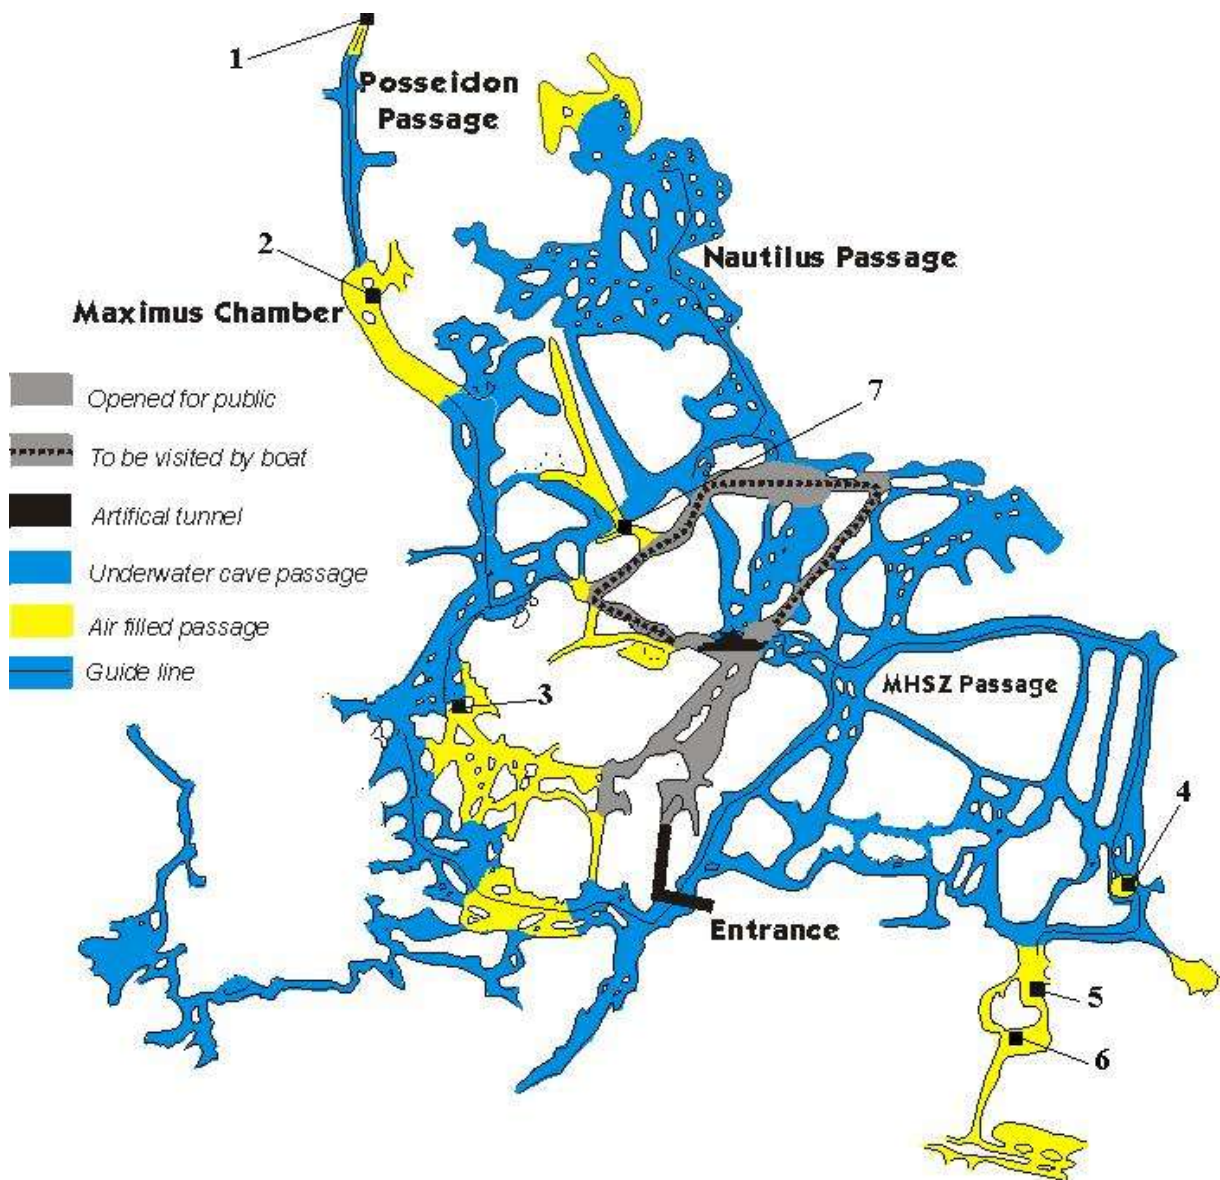 1
Posseidon
Passage
2
Nautilus Passage
Maximus Chamber
Opened for public
7
To be visited by boat
Artifical tunnel
Underwater cave passage
Air filled passage
Guide line
3
MHSZ Passage
4
Entrance
5
6